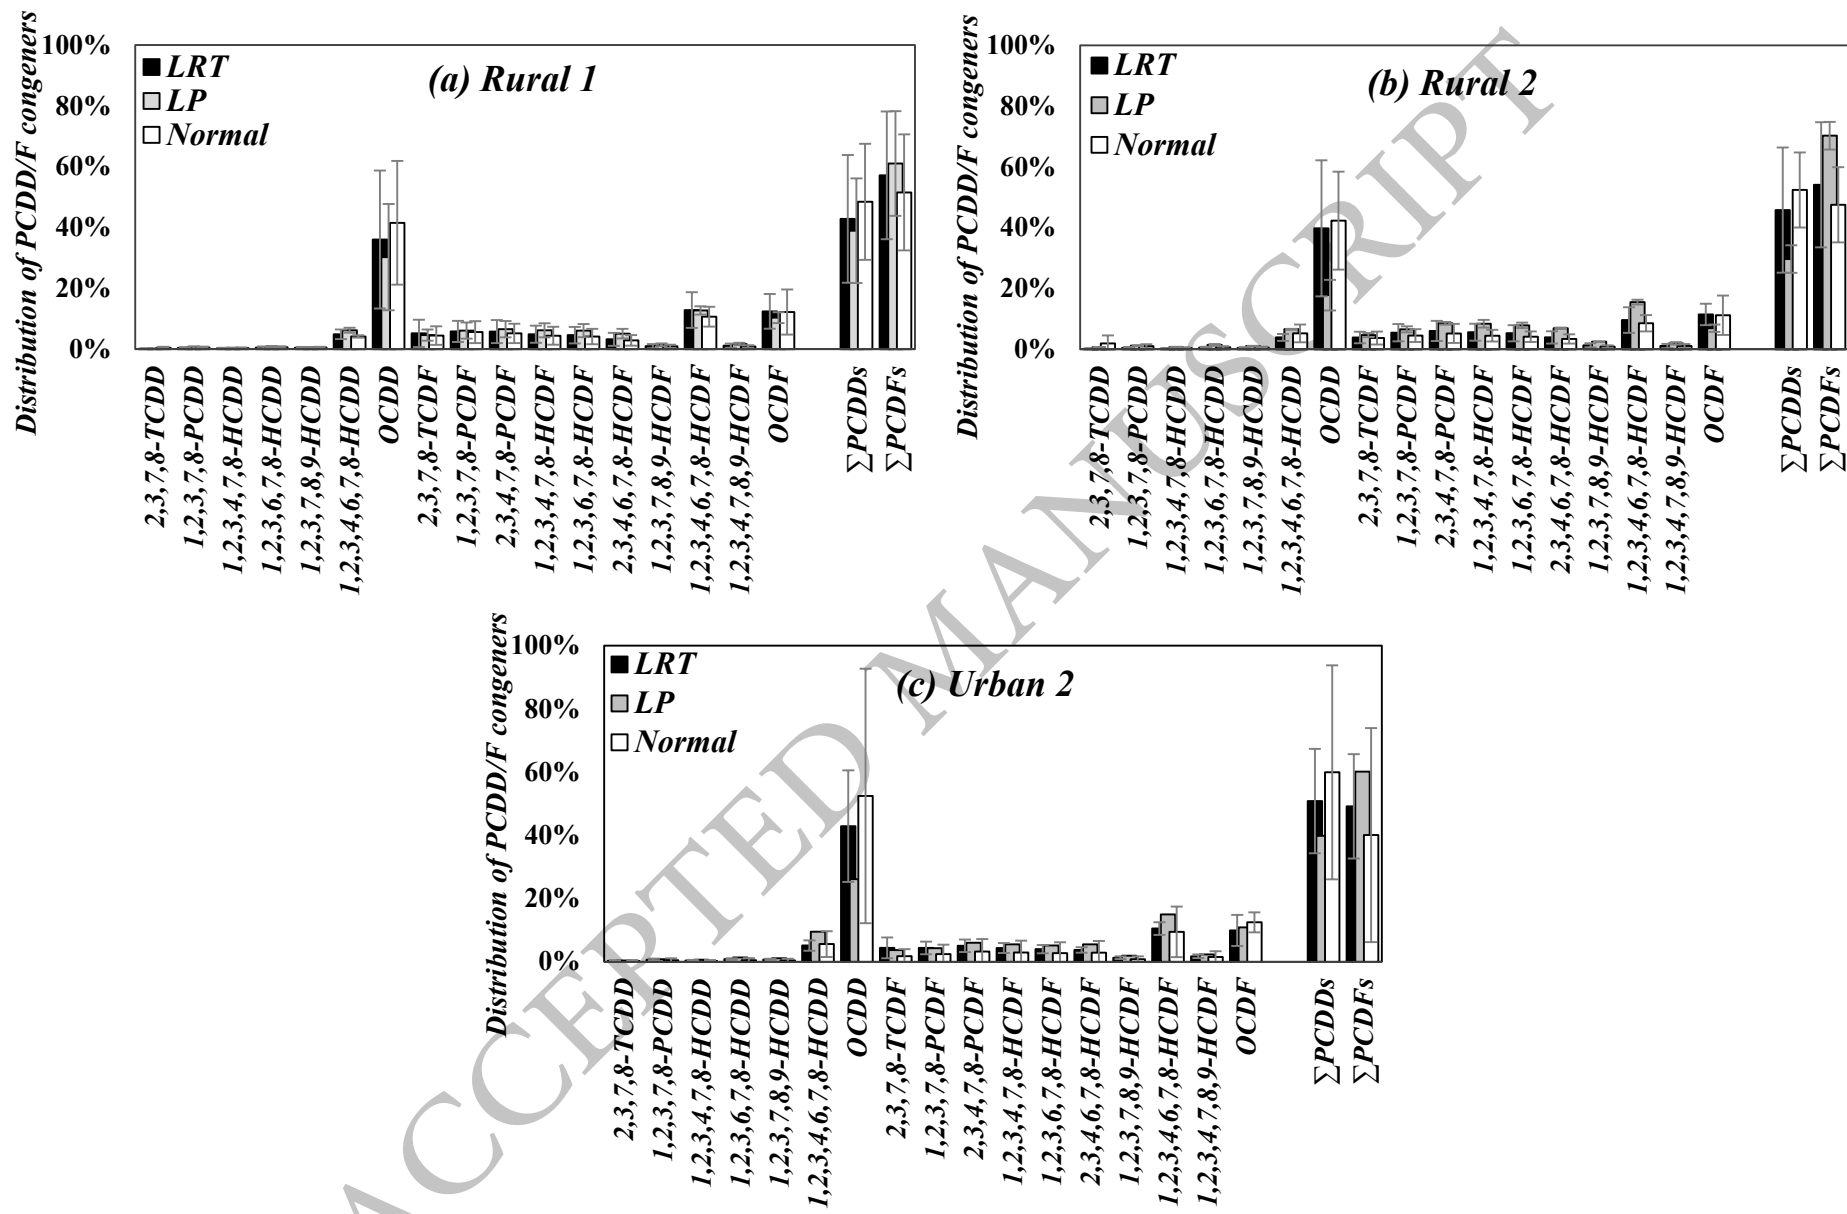 Distribution of PCDD/F congeners
100%
80%
60%
40%
20%
0%
LRT
LP
Normal
(a) Rural 1
2,3,7,8-TCDD
1,2,3,7,8-PCDD
1,2,3,4,7,8-HCDD
1,2,3,6,7,8-HCDD
1,2,3,7,8,9-HCDD
1,2,3,4,6,7,8-HCDD
OCDD
2,3,7,8-TCDF
1,2,3,7,8-PCDF
2,3,4,7,8-PCDF
1,2,3,4,7,8-HCDF
1,2,3,6,7,8-HCDF
2,3,4,6,7,8-HCDF
1,2,3,7,8,9-HCDF
1,2,3,4,6,7,8-HCDF
1,2,3,4,7,8,9-HCDF
OCDF
∑PCDDs
∑PCDFs
Distribution of PCDD/F congeners
100%
80%
60%
40%
20%
0%
LRT
LP
Normal
(b) Rural 2
2,3,7,8-TCDD
1,2,3,7,8-PCDD
1,2,3,4,7,8-HCDD
1,2,3,6,7,8-HCDD
1,2,3,7,8,9-HCDD
1,2,3,4,6,7,8-HCDD
OCDD
2,3,7,8-TCDF
1,2,3,7,8-PCDF
2,3,4,7,8-PCDF
1,2,3,4,7,8-HCDF
1,2,3,6,7,8-HCDF
2,3,4,6,7,8-HCDF
1,2,3,7,8,9-HCDF
1,2,3,4,6,7,8-HCDF
1,2,3,4,7,8,9-HCDF
OCDF
∑PCDDs
∑PCDFs
Distribution of PCDD/F congeners
100%
80%
60%
40%
20%
0%
LRT
LP
Normal
(c) Urban 2
2,3,7,8-TCDD
1,2,3,7,8-PCDD
1,2,3,4,7,8-HCDD
1,2,3,6,7,8-HCDD
1,2,3,7,8,9-HCDD
1,2,3,4,6,7,8-HCDD
OCDD
2,3,7,8-TCDF
1,2,3,7,8-PCDF
2,3,4,7,8-PCDF
1,2,3,4,7,8-HCDF
1,2,3,6,7,8-HCDF
2,3,4,6,7,8-HCDF
1,2,3,7,8,9-HCDF
1,2,3,4,6,7,8-HCDF
1,2,3,4,7,8,9-HCDF
OCDF
∑PCDDs
∑PCDFs
ACCEPTED MANUSCRIPT